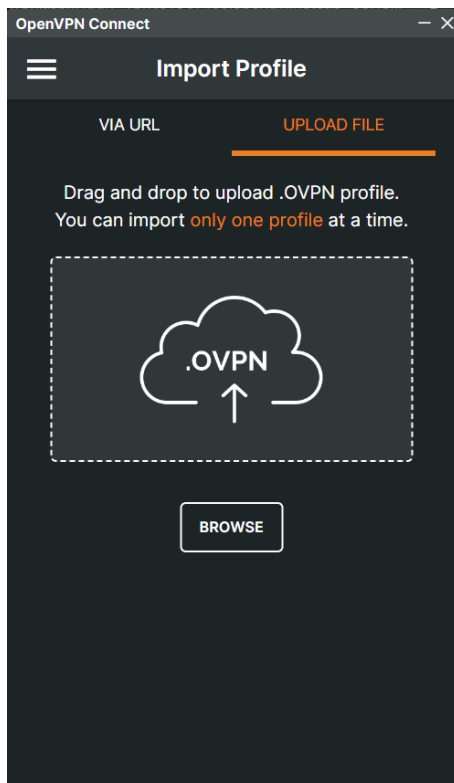 OpenVPN Connect
Import Profile
VIA URL
UPLOAD FILE
Drag and drop to upload .OVPN profile.
You can import only one profile at a time.
.OVPN
BROWSE